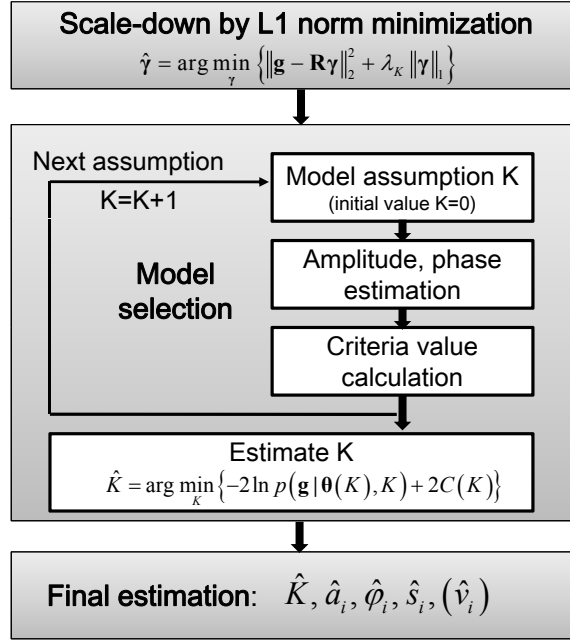 Scale-down by L1 norm minimization
γ̂ = arg min_γ {‖g − Rγ‖₂² + λ_K ‖γ‖₁}
Next assumption
K=K+1
Model assumption K
(initial value K=0)
Amplitude, phase
estimation
Model
selection
Criteria value
calculation
Estimate K
K̂ = arg min_K {−2 ln p(g | θ(K), K) + 2C(K)}
Final estimation: K̂, â_i, φ̂_i, ŝ_i, (v̂_i)